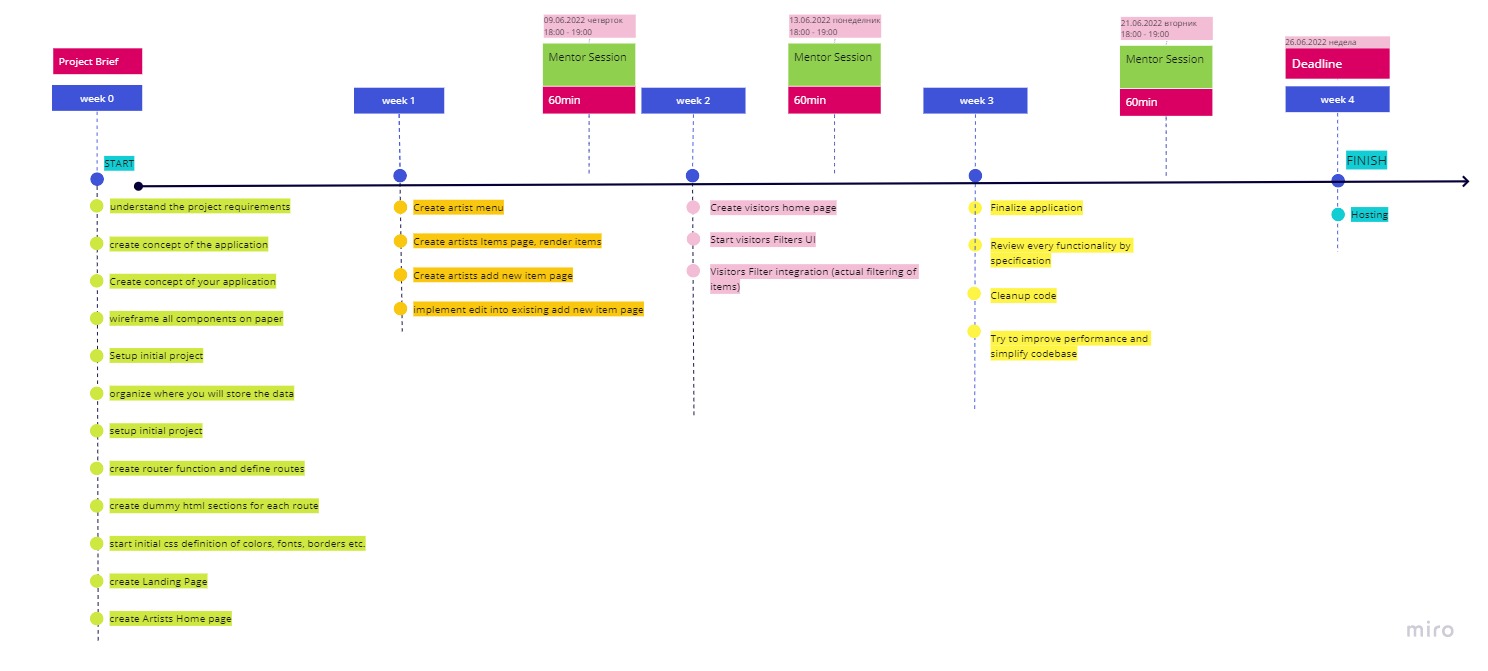 Project Brief
week 0
START
understand the project requirements
create concept of the application
Create concept of your application
wireframe all components on paper
Setup initial project
organize where you will store the data
setup initial project
create router function and define routes
create dummy html sections for each route
start initial css definition of colors, fonts, borders etc.
create Landing Page
create Artists Home page
week 1
Create artist menu
Create artists Items page, render items
Create artists add new item page
implement edit into existing add new item page
09.06.2022 четврток
18:00 - 19:00
Mentor Session
60min
week 2
Create visitors home page
Start visitors Filters UI
Visitors Filter integration (actual filtering of
items)
13.06.2022 понеделник
18:00 - 19:00
Mentor Session
60min
week 3
Finalize application
Review every functionality by
specification
Cleanup code
Try to improve performance and
simplify codebase
21.06.2022 вторник
18:00 - 19:00
Mentor Session
60min
26.06.2022 недела
Deadline
week 4
FINISH
Hosting
miro